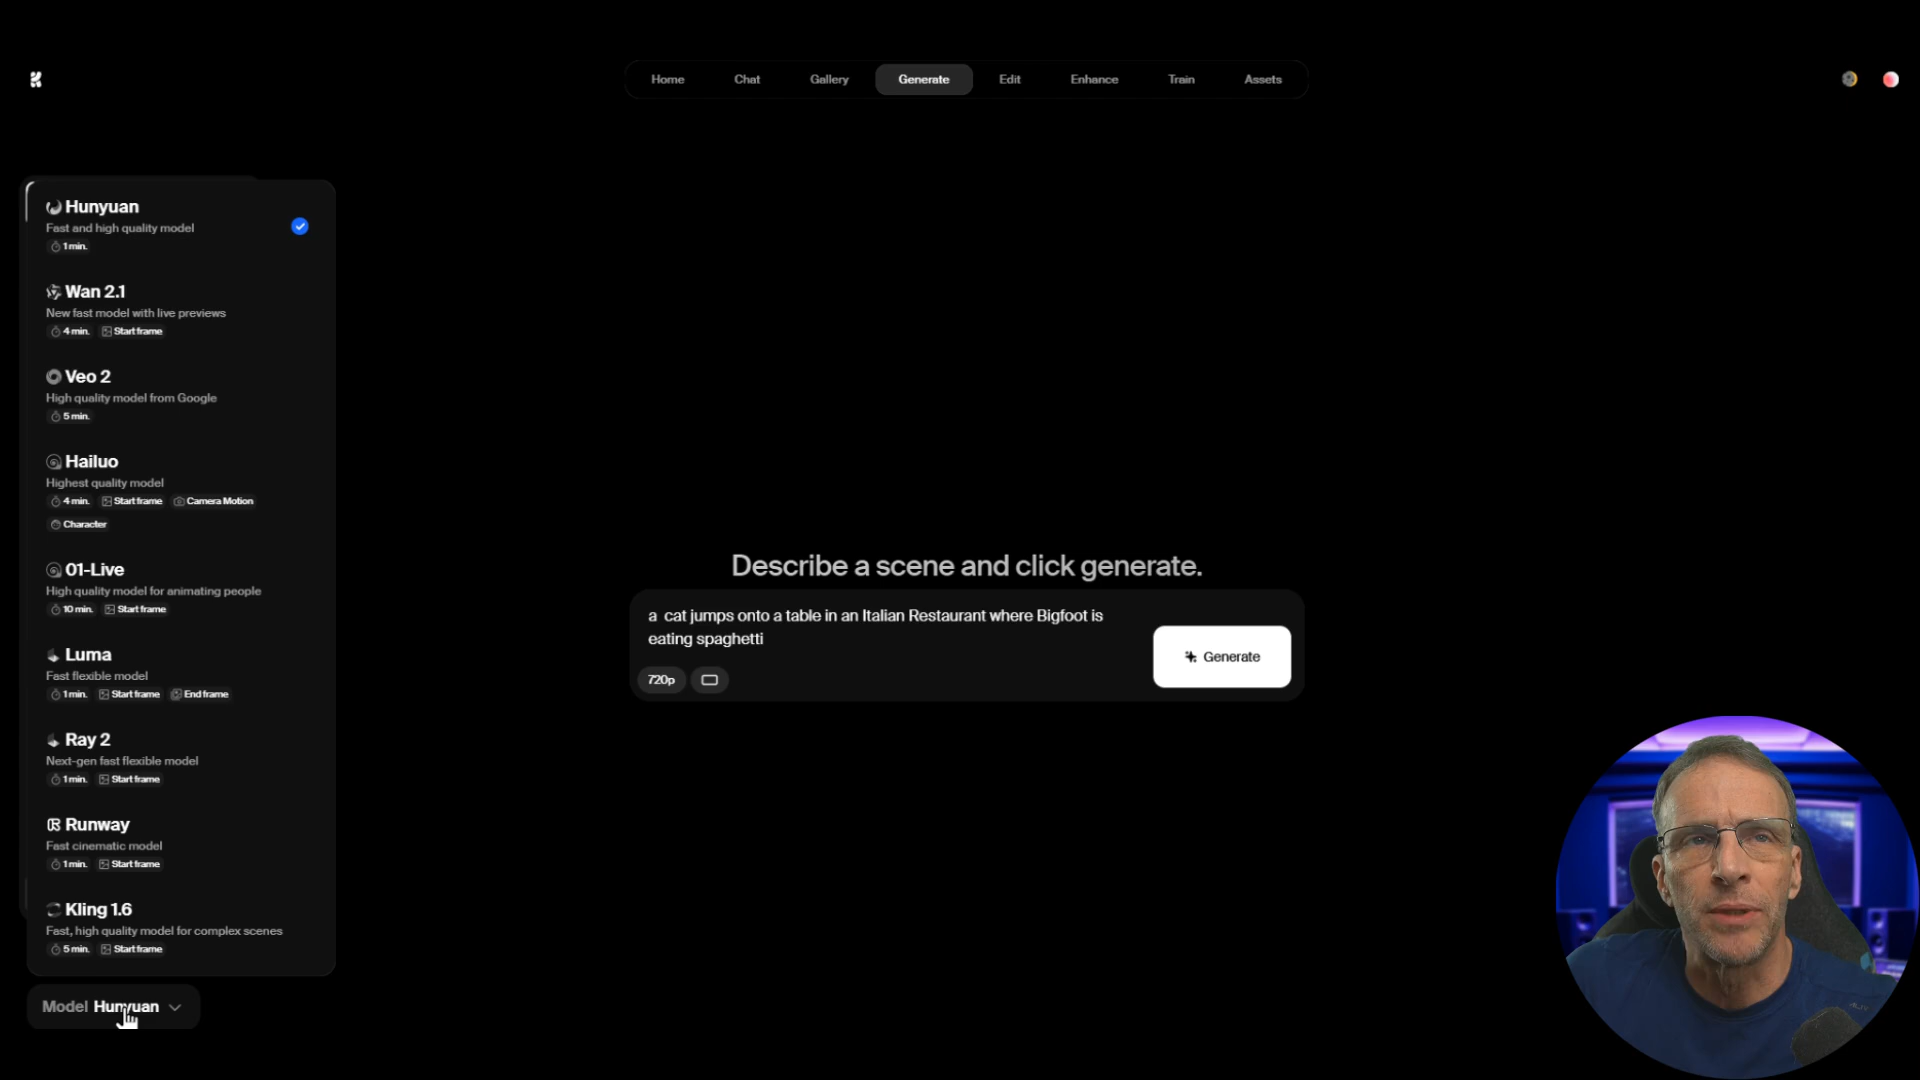 Home Chat Gallery Generate Edit Enhance Train Assets
Hunyuan
Fast and high quality model
1 min.
Wan 2.1
New fast model with live previews
4 min. Start frame
Veo 2
High quality model from Google
5 min.
Hailuo
Highest quality model
4 min. Start frame Camera Motion
Character
01-Live
High quality model for animating people
10 min. Start frame
Luma
Fast flexible model
1 min. Start frame End frame
Ray 2
Next-gen fast flexible model
1 min. Start frame
Runway
Fast cinematic model
1 min. Start frame
Kling 1.6
Fast, high quality model for complex scenes
5 min. Start frame
Model Hunyuan
Describe a scene and click generate.
a cat jumps onto a table in an Italian Restaurant where Bigfoot is
eating spaghetti
Generate
720p